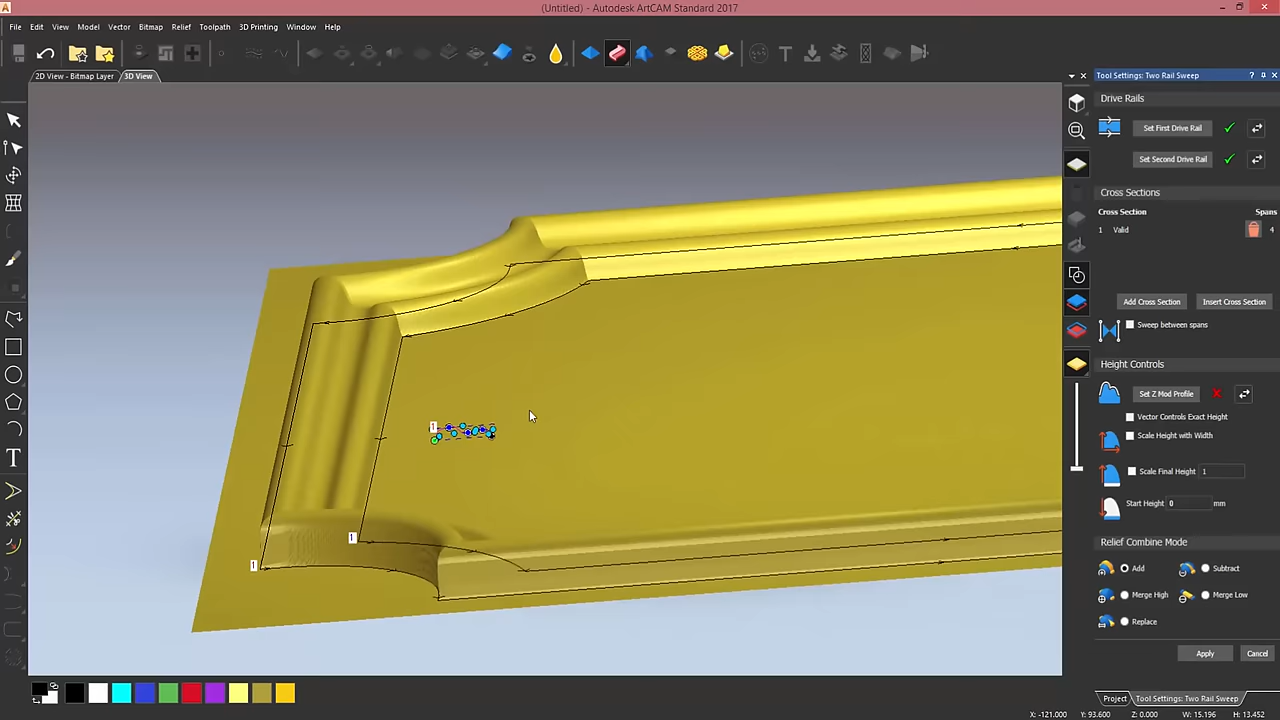 (Untitled) - Autodesk ArtCAM Standard 2017
File Edit View Model Vector Bitmap Relief Toolpath 3D Printing Window Help
2D View - Bitmap Layer 3D View
Tool Settings: Two Rail Sweep
Drive Rails
Set First Drive Rail
Set Second Drive Rail
Cross Sections
Cross Section Spans
1 Valid 4
Add Cross Section Insert Cross Section
Sweep between spans
Height Controls
Set Z Mod Profile
Vector Controls Exact Height
Scale Height with Width
Scale Final Height 1
Start Height 0 mm
Relief Combine Mode
Add Subtract
Merge High Merge Low
Replace
Apply Cancel
Project Tool Settings: Two Rail Sweep
X: -121.000 Y: 93.600 Z: 0.000 W: 15.196 H: 13.452
1
1
1